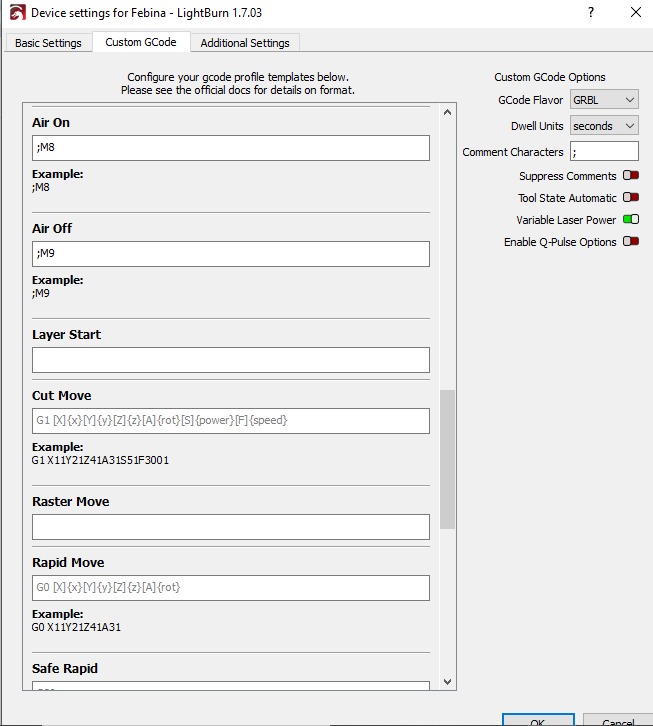 Device settings for Febina - LightBurn 1.7.03
?
Basic Settings
Custom GCode
Additional Settings
Configure your gcode profile templates below.
Please see the official docs for details on format.
Air On
;M8
Example:
;M8
Air Off
;M9
Example:
;M9
Layer Start
Cut Move
G1 [X]{x}[Y]{y}[Z]{z}[A]{rot}[S]{power}[F]{speed}
Example:
G1 X11Y21Z41A31S51F3001
Raster Move
Rapid Move
G0 [X]{x}[Y]{y}[Z]{z}[A]{rot}
Example:
G0 X11Y21Z41A31
Safe Rapid
Custom GCode Options
GCode Flavor GRBL
Dwell Units seconds
Comment Characters ;
Suppress Comments
Tool State Automatic
Variable Laser Power
Enable Q-Pulse Options
OK
Cancel